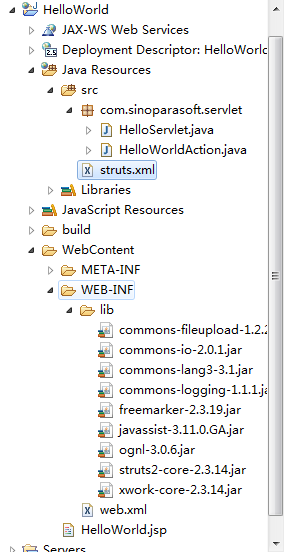 HelloWorld
JAX-WS Web Services
Deployment Descriptor: HelloWorld
Java Resources
src
com.sinoparasoft.servlet
HelloServlet.java
HelloWorldAction.java
struts.xml
Libraries
JavaScript Resources
build
WebContent
META-INF
WEB-INF
lib
commons-fileupload-1.2.2
commons-io-2.0.1.jar
commons-lang3-3.1.jar
commons-logging-1.1.1.ja
freemarker-2.3.19.jar
javassist-3.11.0.GA.jar
ognl-3.0.6.jar
struts2-core-2.3.14.jar
xwork-core-2.3.14.jar
web.xml
HelloWorld.jsp
Servers